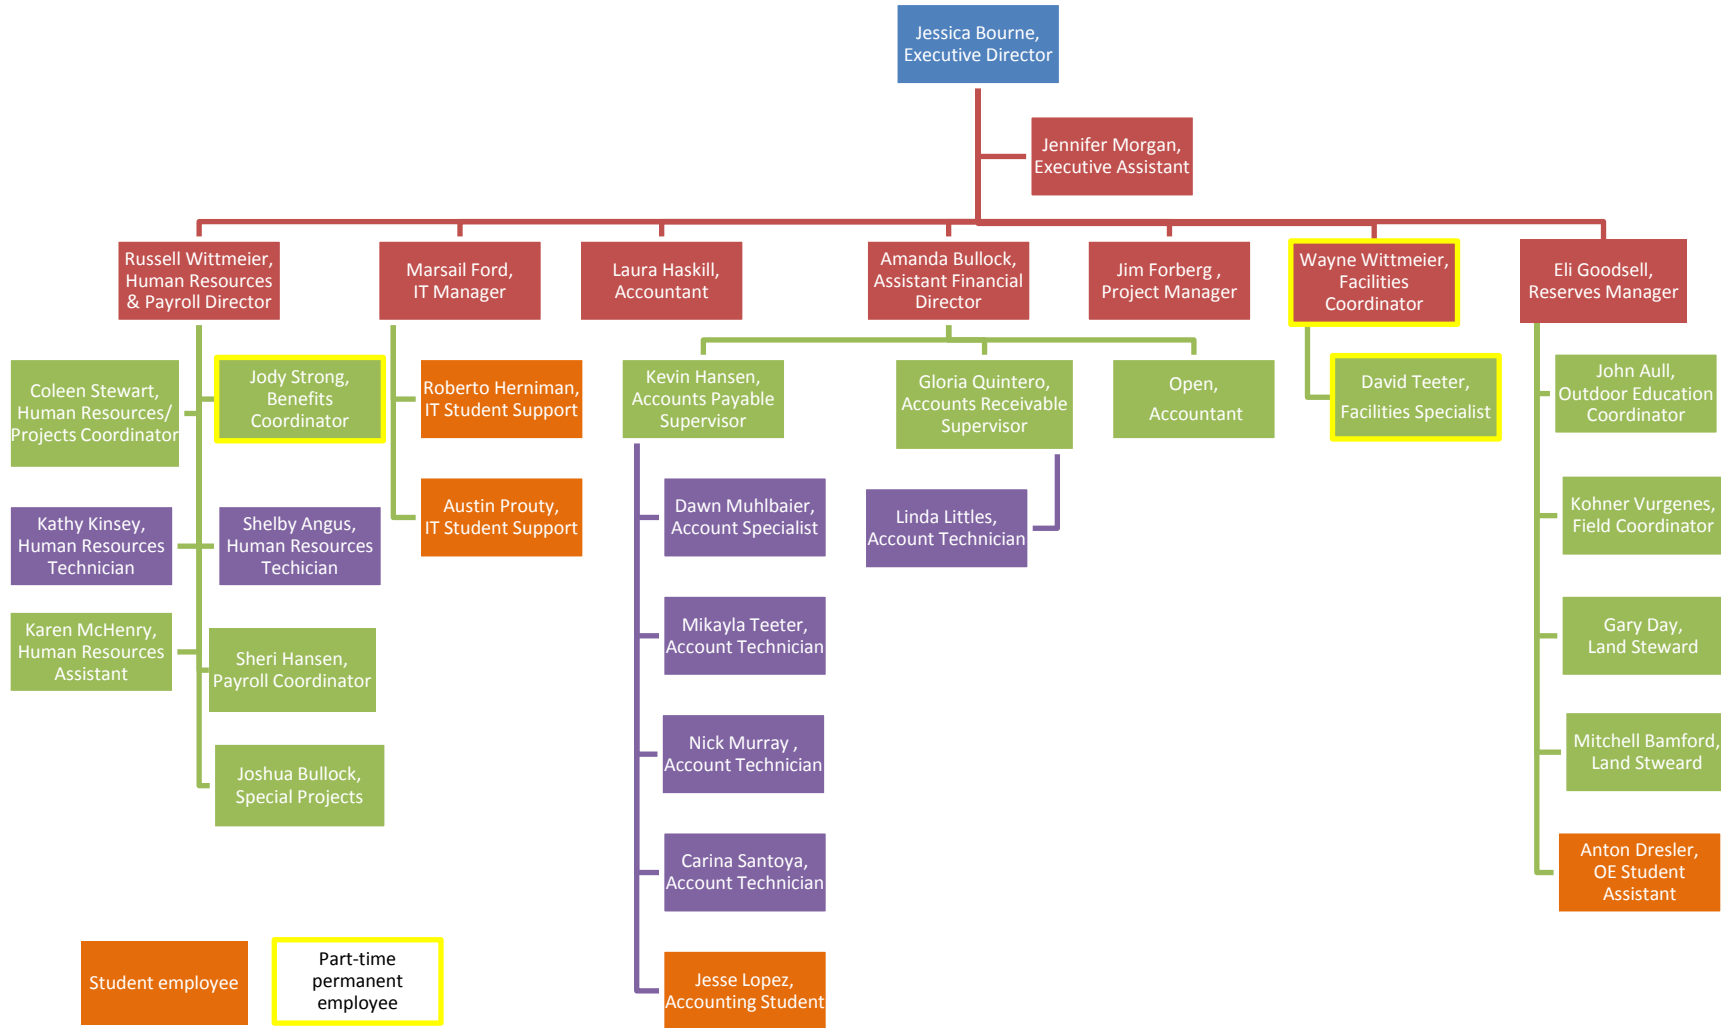 Jessica Bourne,
Executive Director
Jennifer Morgan,
Executive Assistant
Russell Wittmeier,
Human Resources
& Payroll Director
Marsail Ford,
IT Manager
Laura Haskill,
Accountant
Amanda Bullock,
Assistant Financial
Director
Jim Forberg ,
Project Manager
Wayne Wittmeier,
Facilities
Coordinator
Eli Goodsell,
Reserves Manager
Coleen Stewart,
Human Resources/
Projects Coordinator
Jody Strong,
Benefits
Coordinator
Kathy Kinsey,
Human Resources
Technician
Shelby Angus,
Human Resources
Techician
Karen McHenry,
Human Resources
Assistant
Sheri Hansen,
Payroll Coordinator
Joshua Bullock,
Special Projects
Roberto Herniman,
IT Student Support
Austin Prouty,
IT Student Support
Kevin Hansen,
Accounts Payable
Supervisor
Dawn Muhlbaier,
Account Specialist
Mikayla Teeter,
Account Technician
Nick Murray ,
Account Technician
Carina Santoya,
Account Technician
Jesse Lopez,
Accounting Student
Gloria Quintero,
Accounts Receivable
Supervisor
Linda Littles,
Account Technician
Open,
Accountant
David Teeter,
Facilities Specialist
John Aull,
Outdoor Education
Coordinator
Kohner Vurgenes,
Field Coordinator
Gary Day,
Land Steward
Mitchell Bamford,
Land Stweard
Anton Dresler,
OE Student
Assistant
Student employee
Part-time
permanent
employee